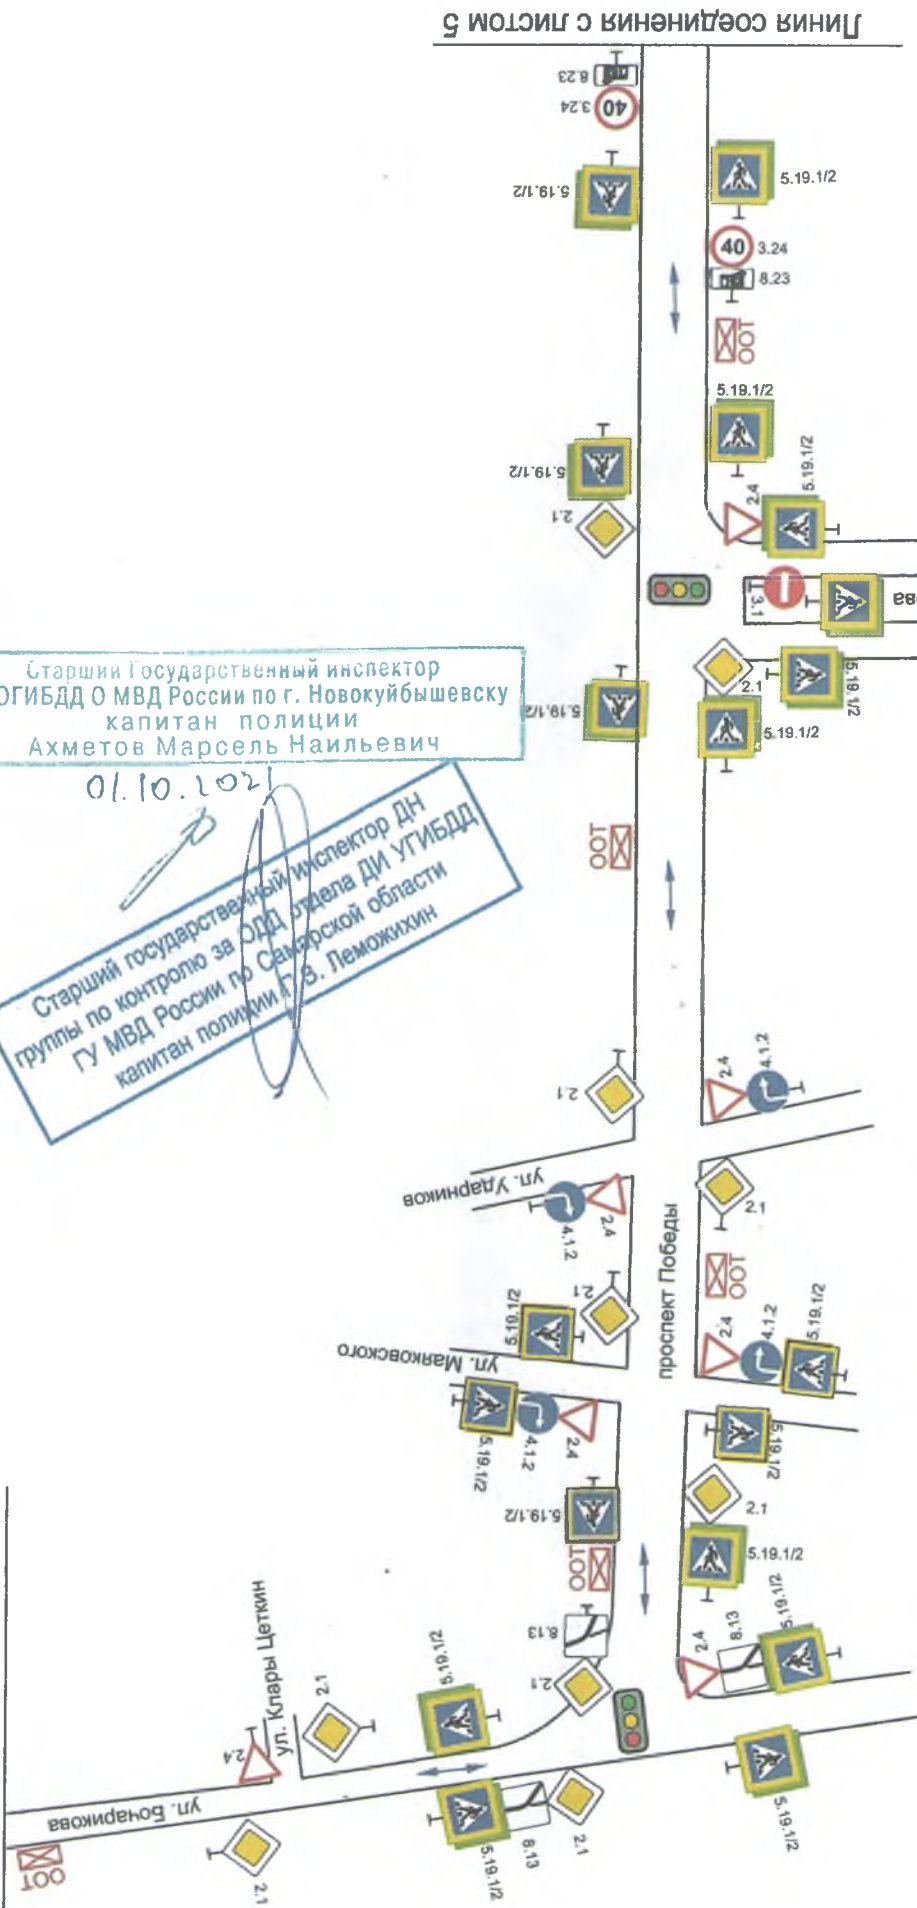 Линия соединения с листом 5
8.23
40
3.24
5.19.1/2
5.19.1/2
40
3.24
8.23
ООТ
5.19.1/2
5.19.1/2
5.19.1/2
2.4
2.1
3.1
2.1
5.19.1/2
5.19.1/2
5.19.1/2
Старший Государственный инспектор
ОГИБДД О МВД России по г. Новокуйбышевску
капитан полиции
Ахметов Марсель Наильевич
01.10.2021
Старший государственный инспектор ДН
группы по контролю за ОДД отдела ДИ УГИБДД
ГУ МВД России по Самарской области
капитан полиции Г.В. Леможихин
ООТ
2.1
2.4
4.1.2
ул. Ударников
4.1.2
2.4
2.1
проспект Победы
ООТ
2.1
5.19.1/2
ул. Маяковского
2.4
4.1.2
5.19.1/2
5.19.1/2
4.1.2
2.4
5.19.1/2
2.1
5.19.1/2
ООТ
5.19.1/2
8.13
2.1
2.4
8.13
5.19.1/2
ул. Клары Цеткин
2.1
5.19.1/2
2.4
ул. Бочарикова
ООТ
2.1
5.19.1/2
8.13
2.1
5.19.1/2